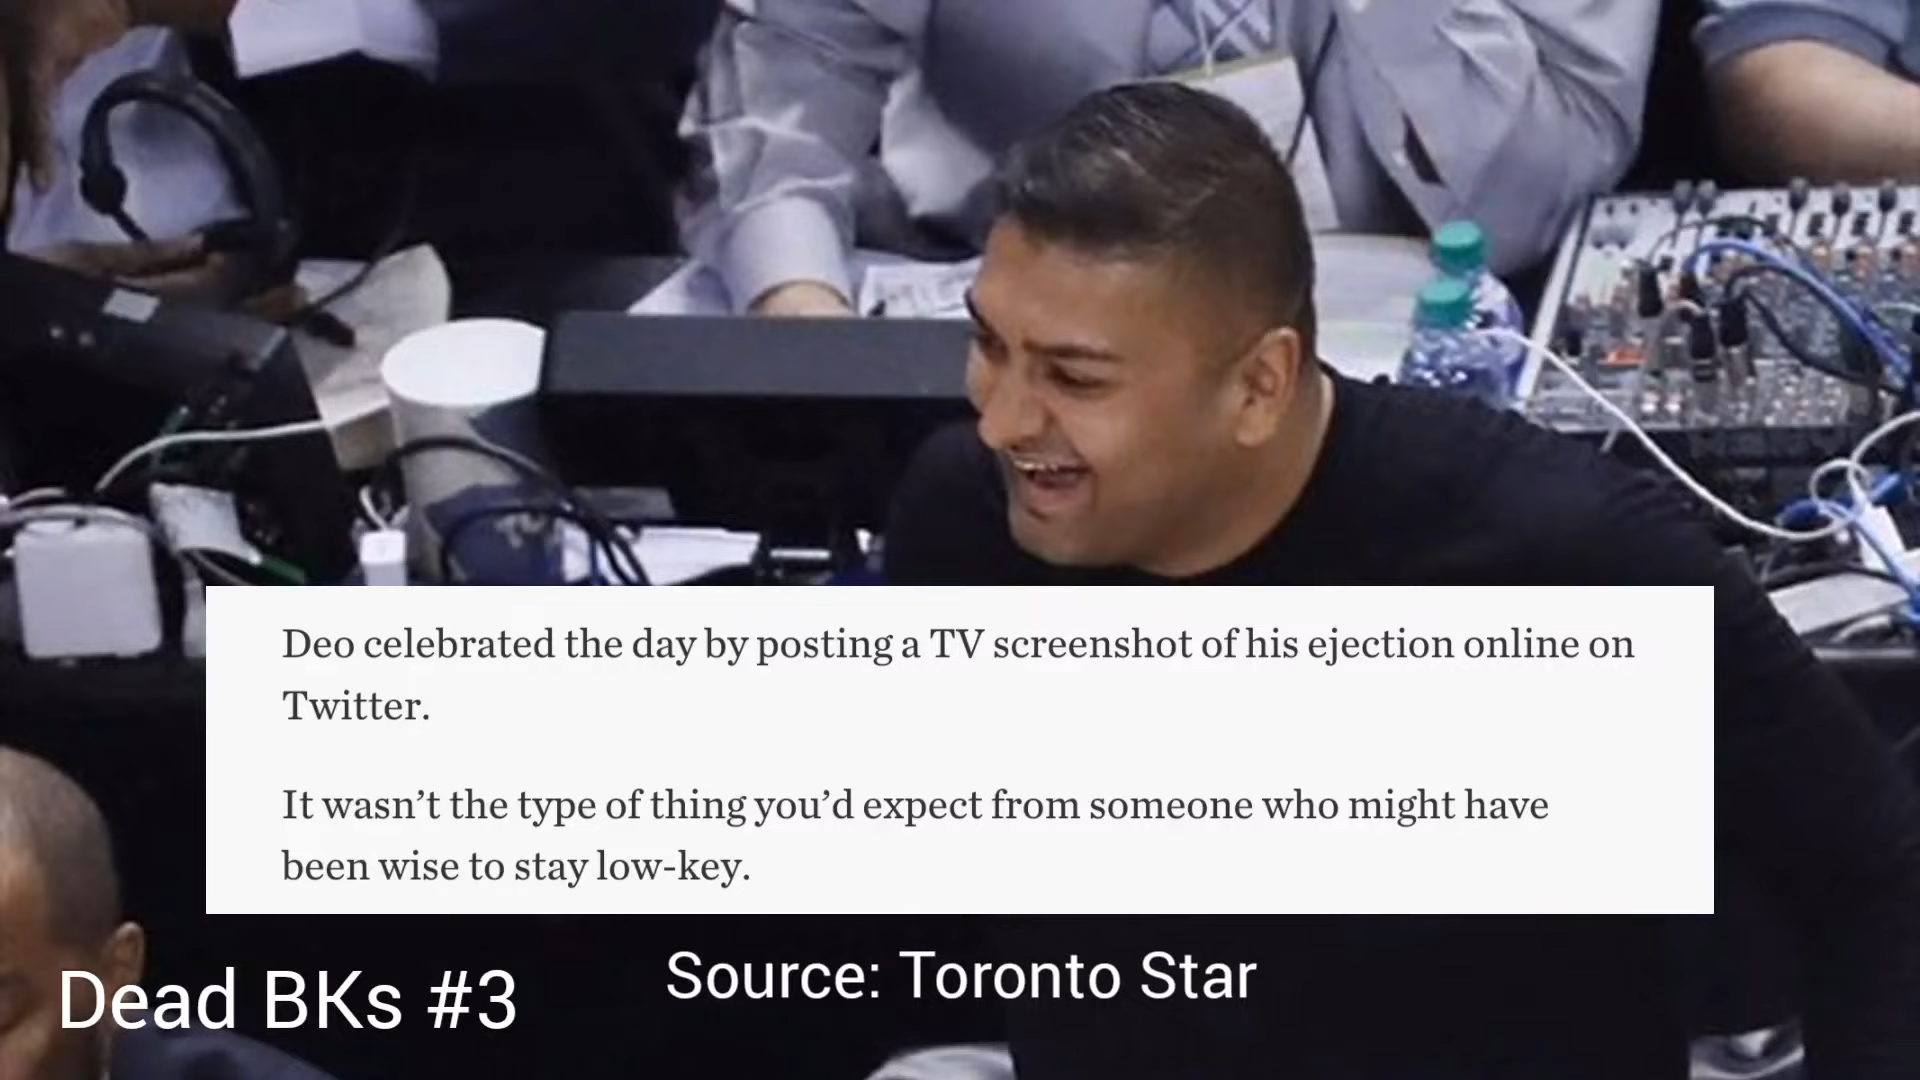 Deo celebrated the day by posting a TV screenshot of his ejection online on
Twitter.
It wasn’t the type of thing you’d expect from someone who might have
been wise to stay low-key.
Source: Toronto Star
Dead BKs #3